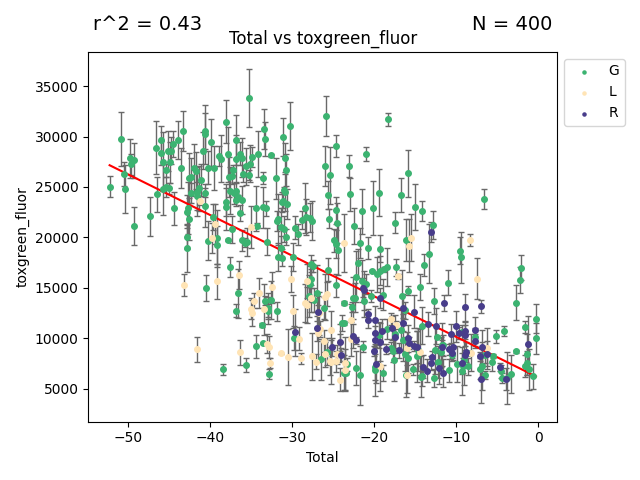 r^2 = 0.43 N = 400
Total vs toxgreen_fluor
G
L
R
35000
30000
25000
20000
15000
10000
5000
toxgreen_fluor
−50 −40 −30 −20 −10 0
Total